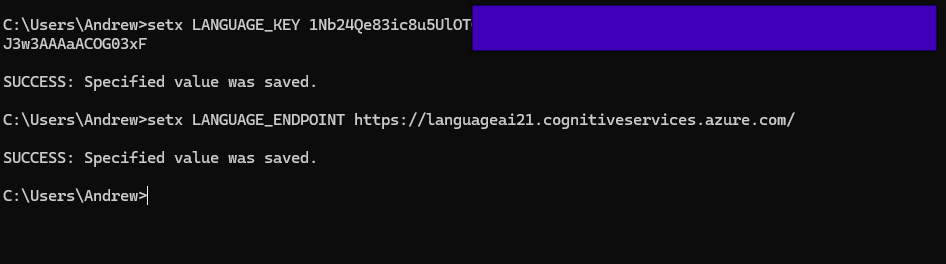 C:\Users\Andrew>setx LANGUAGE_KEY 1Nb24Qe83ic8u5UlOT
J3w3AAAaACOG03xF
SUCCESS: Specified value was saved.
C:\Users\Andrew>setx LANGUAGE_ENDPOINT https://languageai21.cognitiveservices.azure.com/
SUCCESS: Specified value was saved.
C:\Users\Andrew>